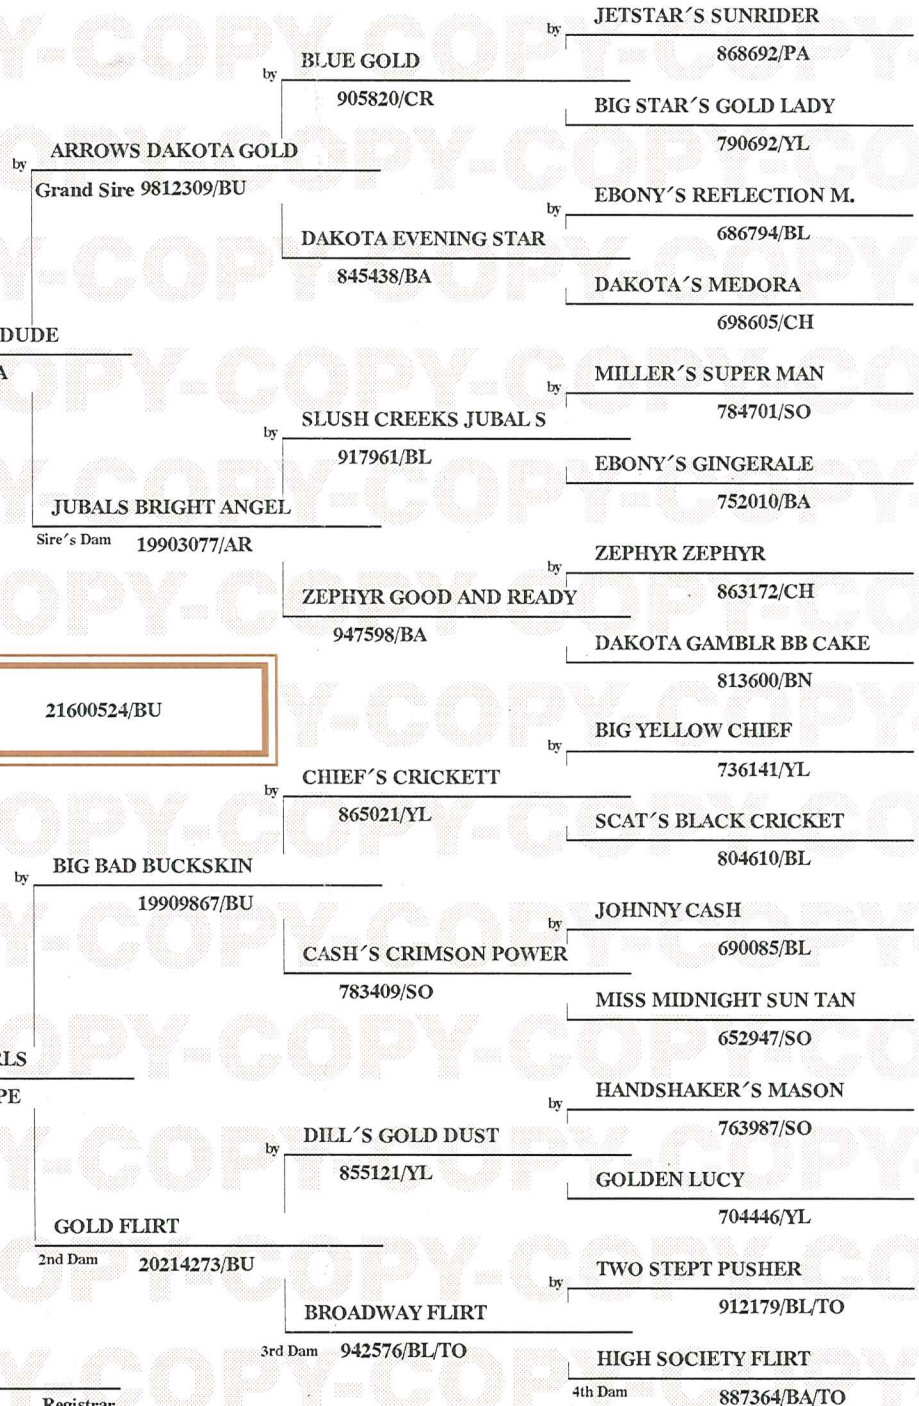 by JETSTAR´S SUNRIDER
868692/PA
by BLUE GOLD
905820/CR
BIG STAR´S GOLD LADY
790692/YL
by ARROWS DAKOTA GOLD
Grand Sire 9812309/BU
by EBONY´S REFLECTION M.
686794/BL
DAKOTA EVENING STAR
845438/BA
DAKOTA´S MEDORA
698605/CH
DUDE
A
by MILLER´S SUPER MAN
784701/SO
by SLUSH CREEKS JUBAL S
917961/BL
EBONY´S GINGERALE
752010/BA
JUBALS BRIGHT ANGEL
Sire´s Dam 19903077/AR
by ZEPHYR ZEPHYR
863172/CH
ZEPHYR GOOD AND READY
947598/BA
DAKOTA GAMBLR BB CAKE
813600/BN
21600524/BU
by BIG YELLOW CHIEF
736141/YL
by CHIEF´S CRICKETT
865021/YL
SCAT´S BLACK CRICKET
804610/BL
by BIG BAD BUCKSKIN
19909867/BU
by JOHNNY CASH
690085/BL
CASH´S CRIMSON POWER
783409/SO
MISS MIDNIGHT SUN TAN
652947/SO
RLS
PE
by HANDSHAKER´S MASON
763987/SO
by DILL´S GOLD DUST
855121/YL
GOLDEN LUCY
704446/YL
GOLD FLIRT
2nd Dam 20214273/BU
by TWO STEPT PUSHER
912179/BL/TO
BROADWAY FLIRT
3rd Dam 942576/BL/TO
HIGH SOCIETY FLIRT
4th Dam 887364/BA/TO
Registrar
COPY-COPY-COPY